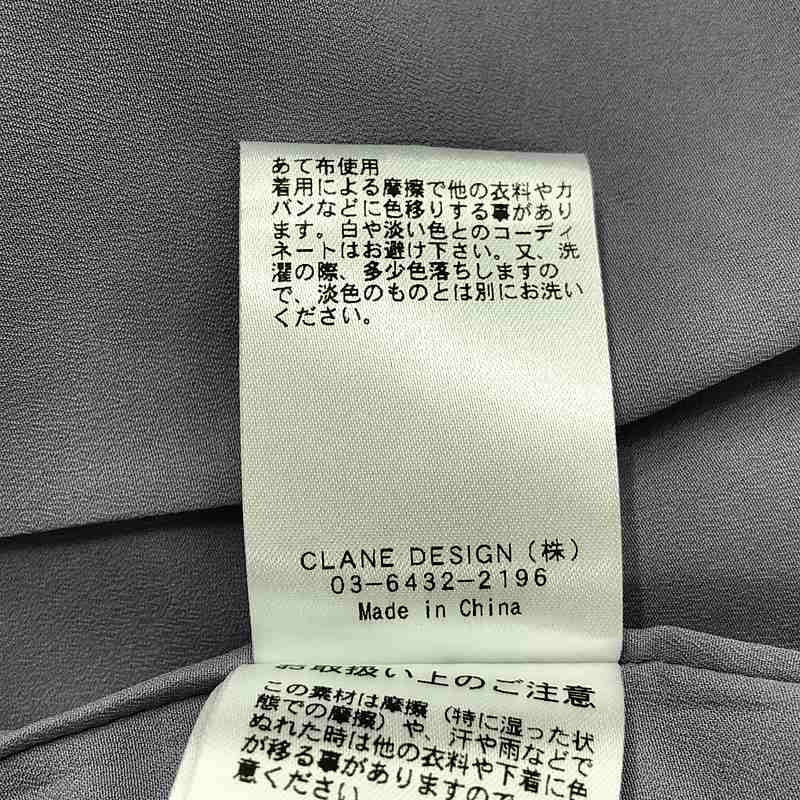 あて布使用
着用による摩擦で他の衣料やカ
バンなどに色移りする事があり
ます。白や淡い色とのコーディ
ネートはお避け下さい。又、洗
濯の際、多少色落ちしますの
で、淡色のものとは別にお洗い
ください。
CLANE DESIGN（株）
03-6432-2196
Made in China
お取扱い上のご注意
この素材は摩擦（特に湿った状
態での摩擦）や、汗や雨などで
ぬれた時は他の衣料や下着に色
が移る事がありますので
意ください